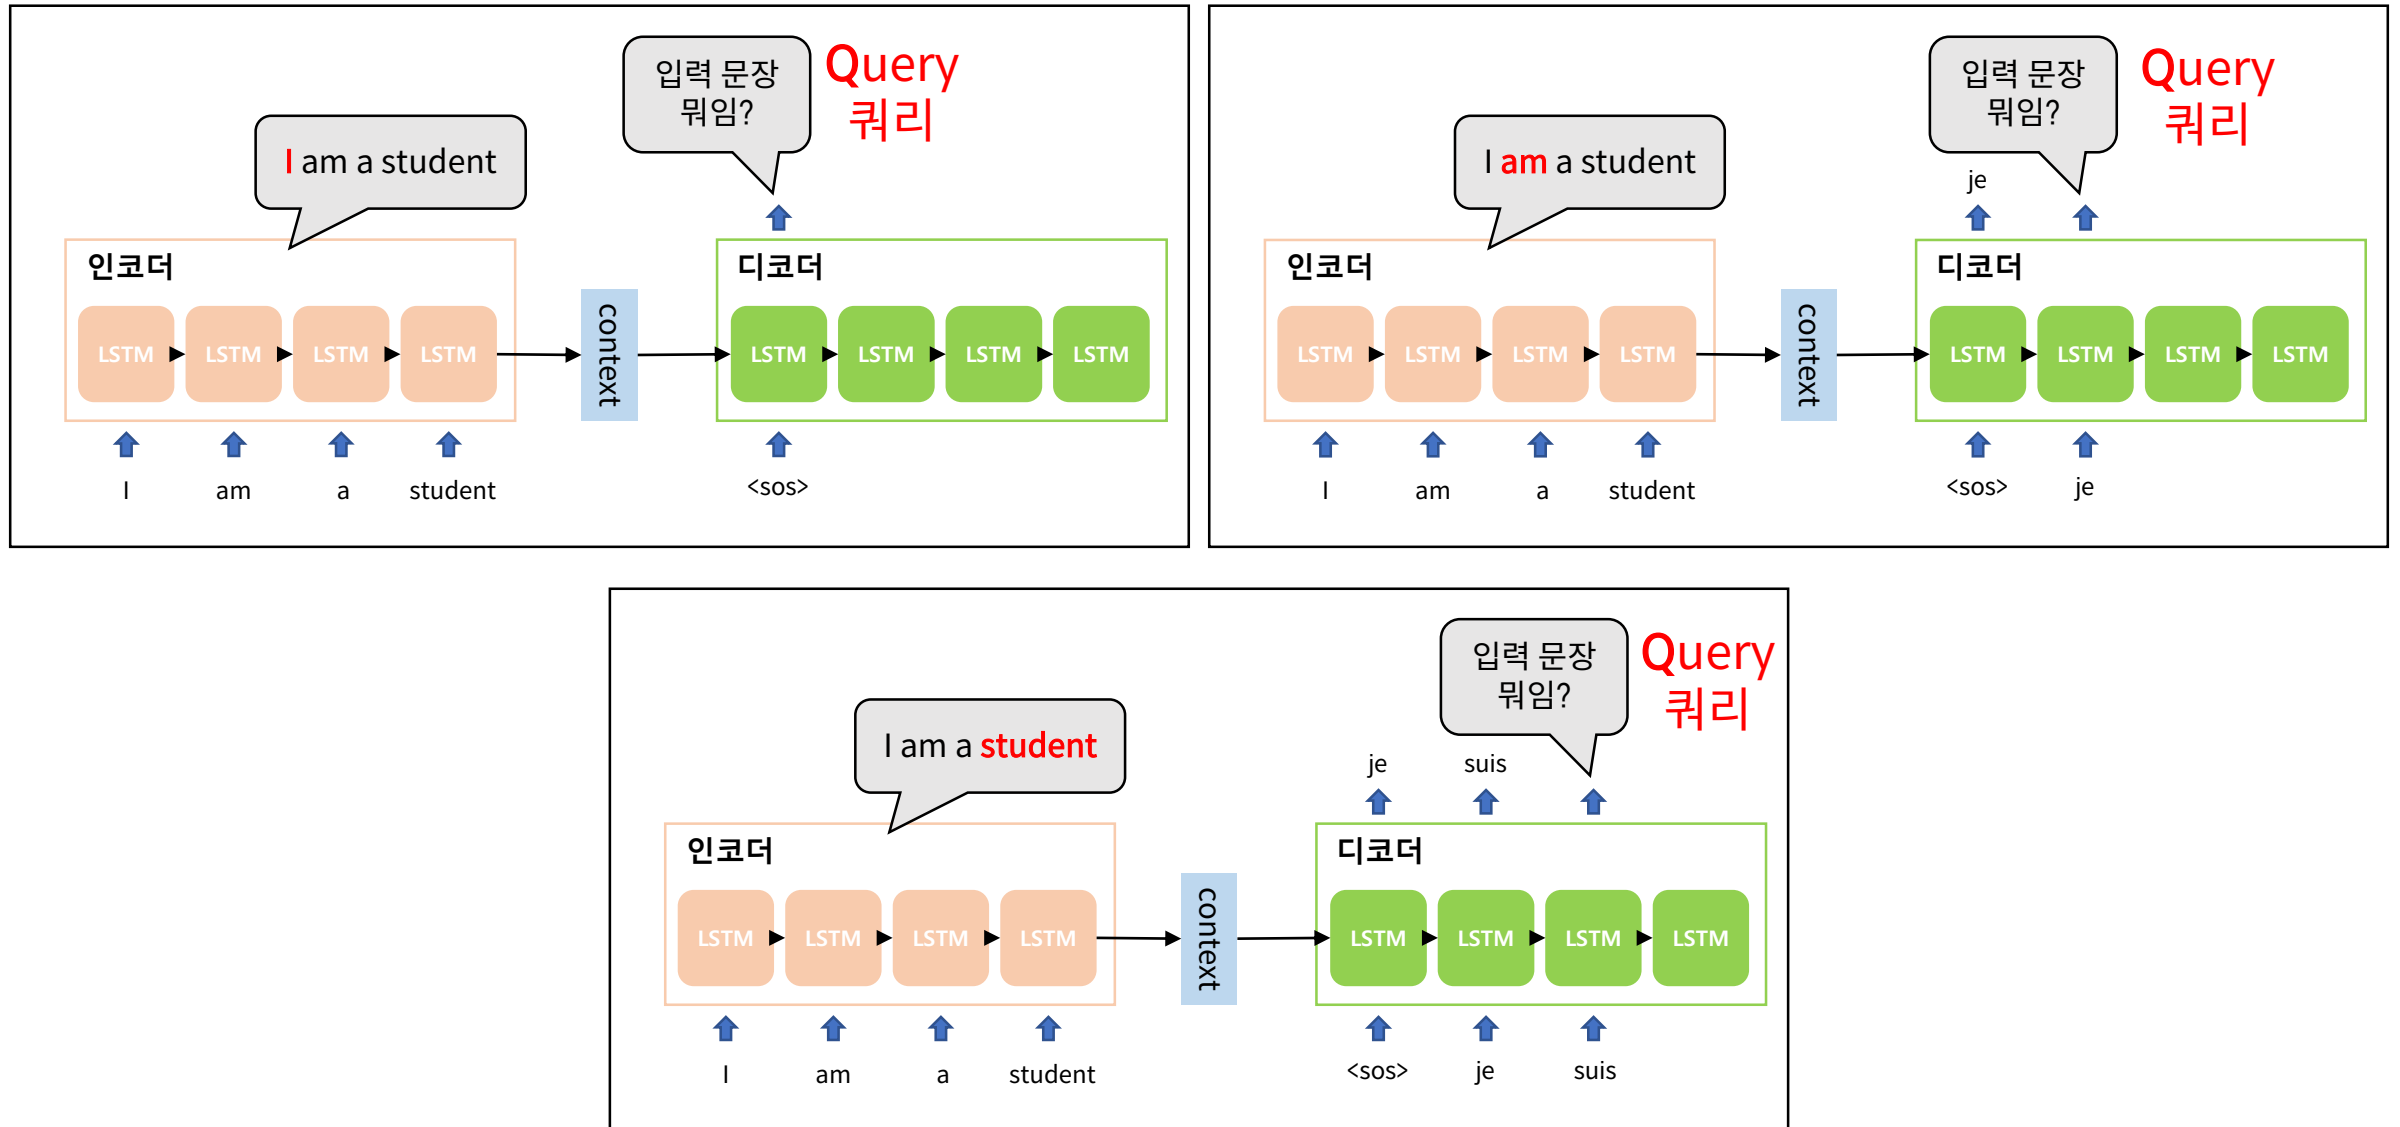 입력 문장
뭐임?
Query
쿼리
I am a student
인코더
디코더
LSTM LSTM LSTM LSTM
context
LSTM LSTM LSTM LSTM
I am a student
<sos>
입력 문장
뭐임?
Query
쿼리
I am a student
je
인코더
디코더
LSTM LSTM LSTM LSTM
context
LSTM LSTM LSTM LSTM
I am a student
<sos> je
입력 문장
뭐임?
Query
쿼리
I am a student
je suis
인코더
디코더
LSTM LSTM LSTM LSTM
context
LSTM LSTM LSTM LSTM
I am a student
<sos> je suis